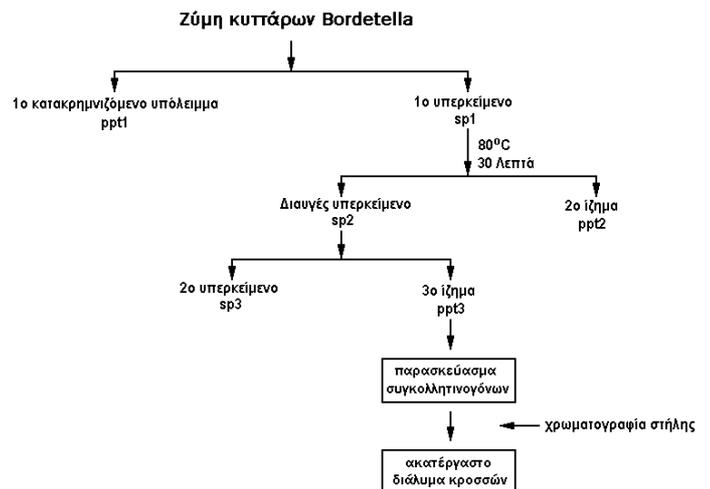 Ζύμη κυττάρων Bordetella
1ο κατακρημνιζόμενο υπόλειμμα
ppt1
1ο υπερκείμενο
sp1
80°C
30 Λεπτά
Διαυγές υπερκείμενο
sp2
2ο ίζημα
ppt2
2ο υπερκείμενο
sp3
3ο ίζημα
ppt3
παρασκεύασμα
συγκολλητινογόνων
χρωματογραφία στήλης
ακατέργαστο
διάλυμα κροσσών